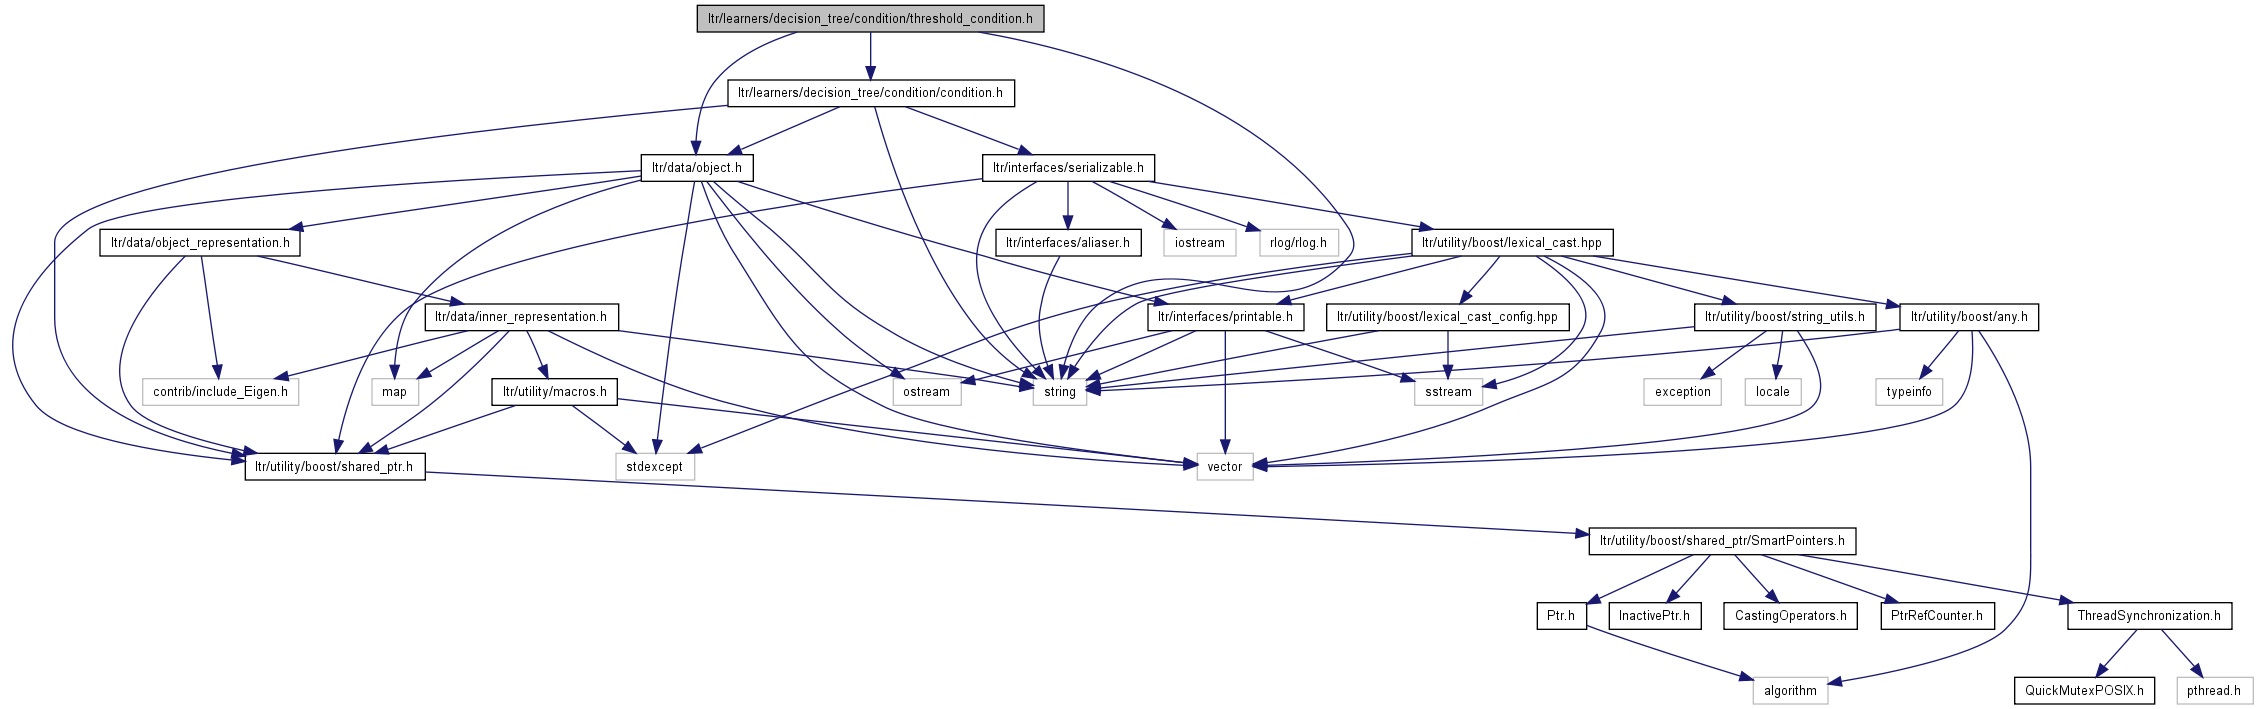 ltr/learners/decision_tree/condition/threshold_condition.h
ltr/learners/decision_tree/condition/condition.h
ltr/data/object.h
ltr/interfaces/serializable.h
ltr/data/object_representation.h
ltr/interfaces/aliaser.h
iostream
rlog/rlog.h
ltr/utility/boost/lexical_cast.hpp
ltr/data/inner_representation.h
ltr/interfaces/printable.h
ltr/utility/boost/lexical_cast_config.hpp
ltr/utility/boost/string_utils.h
ltr/utility/boost/any.h
contrib/include_Eigen.h
map
ltr/utility/macros.h
ostream
string
sstream
exception
locale
typeinfo
ltr/utility/boost/shared_ptr.h
stdexcept
vector
ltr/utility/boost/shared_ptr/SmartPointers.h
Ptr.h
InactivePtr.h
CastingOperators.h
PtrRefCounter.h
ThreadSynchronization.h
algorithm
QuickMutexPOSIX.h
pthread.h